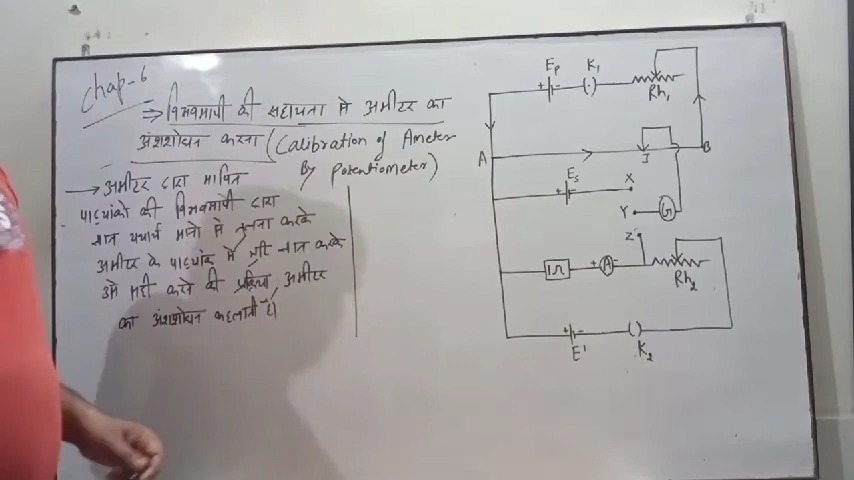 chap-6
⇒ विभवमापी की सहायता से अमीटर का
अंशशोधन करना (Calibration of Ameter
By Potentiometer)
→ अमीटर द्वारा मापित
पाठ्यांको की विभवमापी द्वारा
ज्ञात यथार्थ मानो से तुलना करके
अमीटर के पाठ्यांक में त्रुटि ज्ञात करके
उसे सही करने की प्रक्रिया, अमीटर
का अंशशोधन कहलाती है।
Ep K1
+ -
Rh1
A J B
Es X
+ -
Y G
Z
1Ω + A -
Rh2
+ -
E' K2